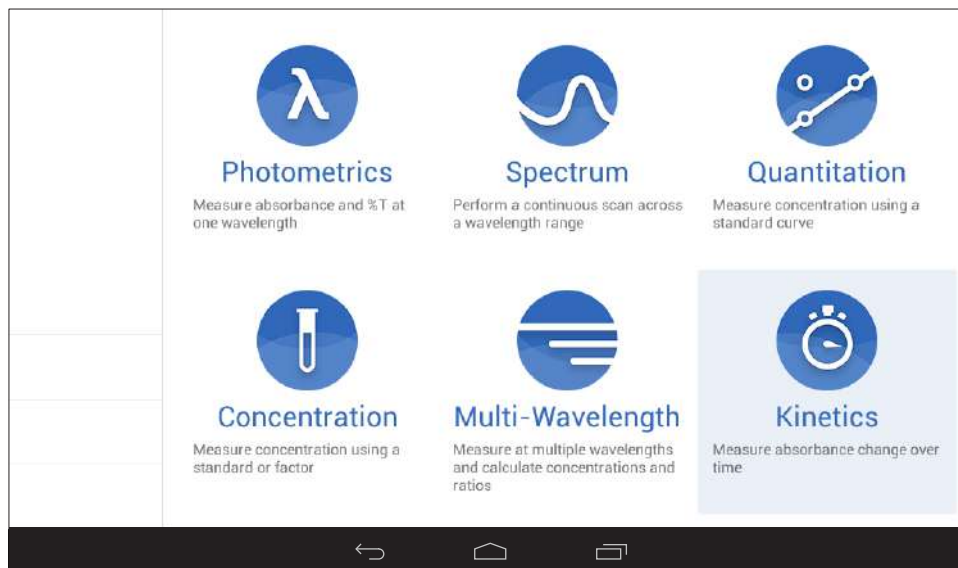 λ
Photometrics
Measure absorbance and %T at
one wavelength
Spectrum
Perform a continuous scan across
a wavelength range
Quantitation
Measure concentration using a
standard curve
Concentration
Measure concentration using a
standard or factor
Multi-Wavelength
Measure at multiple wavelengths
and calculate concentrations and
ratios
Kinetics
Measure absorbance change over
time